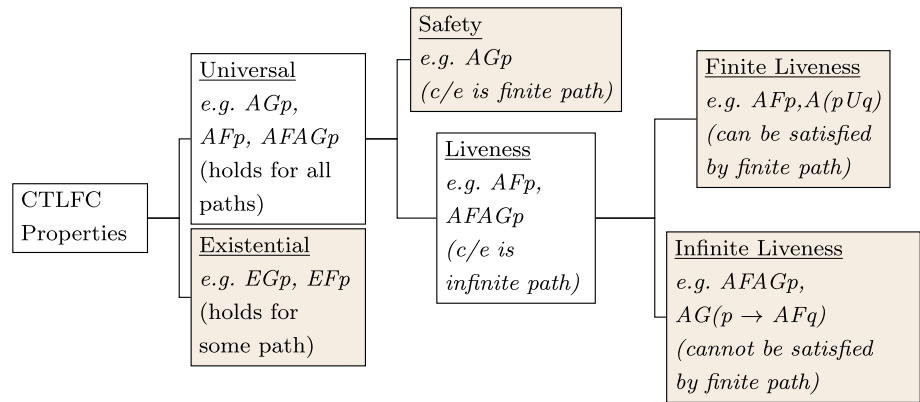 CTLFC
Properties
Universal
e.g. AGp,
AFp, AFAGp
(holds for all
paths)
Existential
e.g. EGp, EFp
(holds for
some path)
Safety
e.g. AGp
(c/e is finite path)
Liveness
e.g. AFp,
AFAGp
(c/e is
infinite path)
Finite Liveness
e.g. AFp,A(pUq)
(can be satisfied
by finite path)
Infinite Liveness
e.g. AFAGp,
AG(p → AFq)
(cannot be satisfied
by finite path)